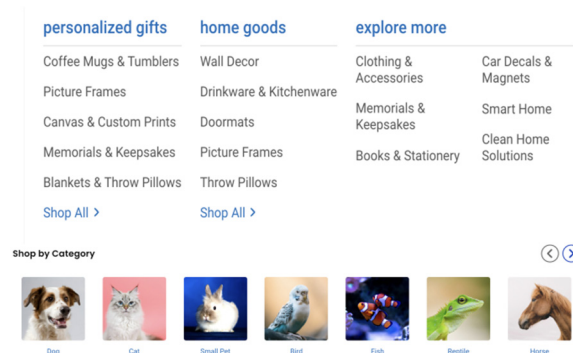 personalized gifts
Coffee Mugs & Tumblers
Picture Frames
Canvas & Custom Prints
Memorials & Keepsakes
Blankets & Throw Pillows
Shop All >
home goods
Wall Decor
Drinkware & Kitchenware
Doormats
Picture Frames
Throw Pillows
Shop All >
explore more
Clothing &
Accessories
Memorials &
Keepsakes
Books & Stationery
Car Decals &
Magnets
Smart Home
Clean Home
Solutions
Shop by Category
Dog
Cat
Small Pet
Bird
Fish
Reptile
Horse